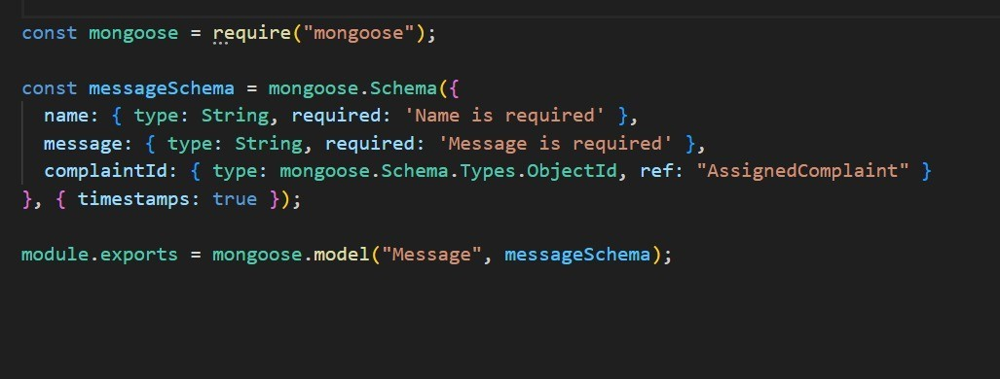 const mongoose = require("mongoose");
const messageSchema = mongoose.Schema({
name: { type: String, required: 'Name is required' },
message: { type: String, required: 'Message is required' },
complaintId: { type: mongoose.Schema.Types.ObjectId, ref: "AssignedComplaint" }
}, { timestamps: true });
module.exports = mongoose.model("Message", messageSchema);